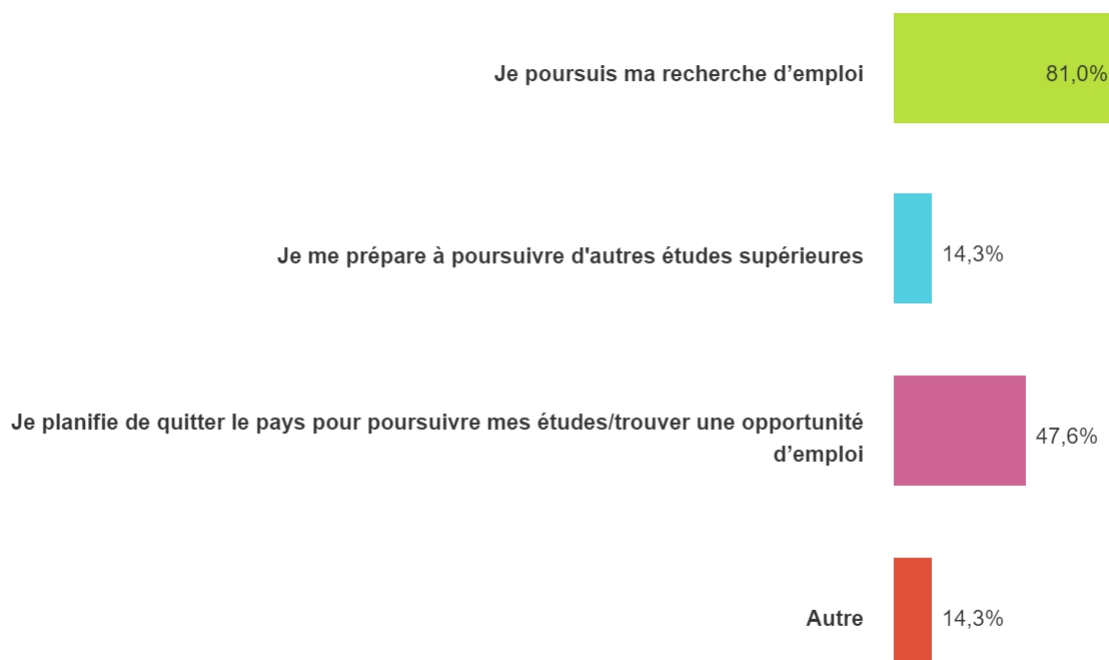 Je poursuis ma recherche d’emploi
81,0%
Je me prépare à poursuivre d'autres études supérieures
14,3%
Je planifie de quitter le pays pour poursuivre mes études/trouver une opportunité
d’emploi
47,6%
Autre
14,3%